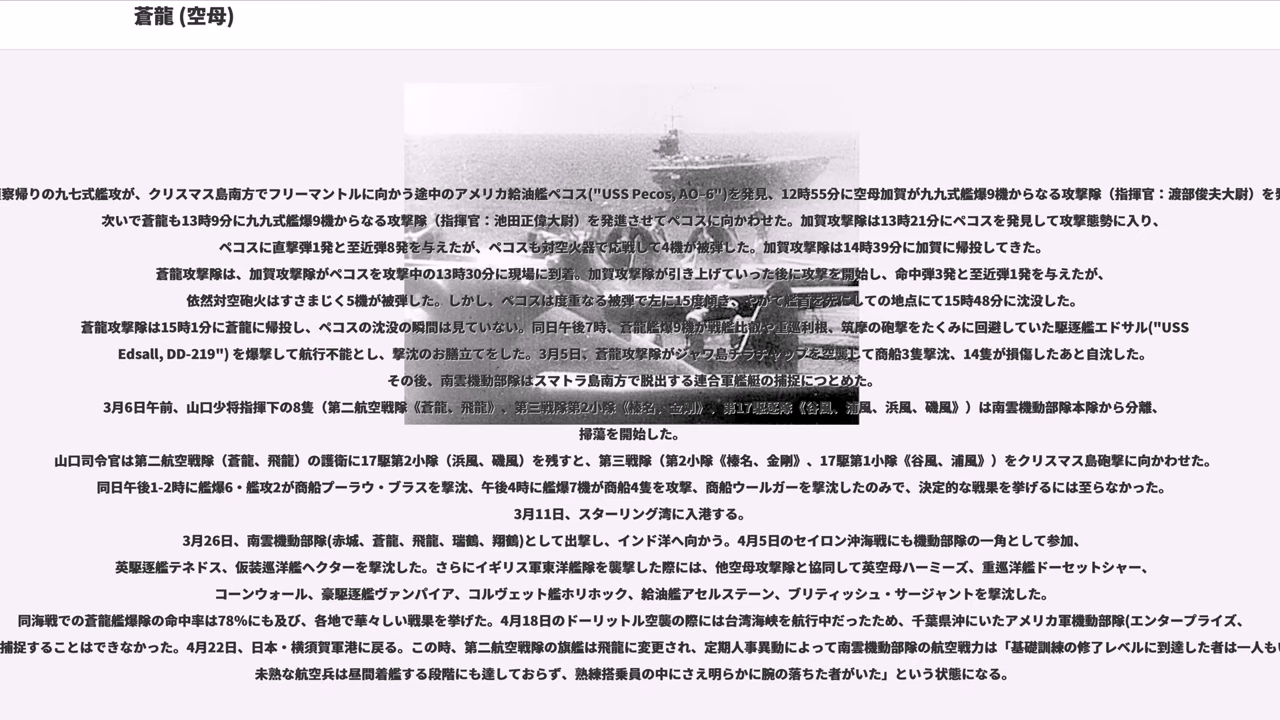 蒼龍 (空母)
察帰りの九七式艦攻が、クリスマス島南方でフリーマントルに向かう途中のアメリカ給油艦ペコス("USS Pecos, AO-6")を発見、12時55分に空母加賀が九九式艦爆9機からなる攻撃隊（指揮官：渡部俊夫大尉）を
次いで蒼龍も13時9分に九九式艦爆9機からなる攻撃隊（指揮官：池田正偉大尉）を発進させてペコスに向かわせた。加賀攻撃隊は13時21分にペコスを発見して攻撃態勢に入り、
ペコスに直撃弾1発と至近弾8発を与えたが、ペコスも対空火器で応戦して4機が被弾した。加賀攻撃隊は14時39分に加賀に帰投してきた。
蒼龍攻撃隊は、加賀攻撃隊がペコスを攻撃中の13時30分に現場に到着。加賀攻撃隊が引き上げていった後に攻撃を開始し、命中弾3発と至近弾1発を与えたが、
依然対空砲火はすさまじく5機が被弾した。しかし、ペコスは度重なる被弾で左に15度傾き、やがて艦首を先にしての地点にて15時48分に沈没した。
蒼龍攻撃隊は15時1分に蒼龍に帰投し、ペコスの沈没の瞬間は見ていない。同日午後7時、蒼龍艦爆9機が戦艦比叡や重巡利根、筑摩の砲撃をたくみに回避していた駆逐艦エドサル("USS
Edsall, DD-219") を爆撃して航行不能とし、撃沈のお膳立てをした。3月5日、蒼龍攻撃隊がジャワ島チラチャップを空襲して商船3隻撃沈、14隻が損傷したあと自沈した。
その後、南雲機動部隊はスマトラ島南方で脱出する連合軍艦艇の捕捉につとめた。
3月6日午前、山口少将指揮下の8隻（第二航空戦隊《蒼龍、飛龍》、第三戦隊第2小隊《榛名、金剛》、第17駆逐隊《谷風、浦風、浜風、磯風》）は南雲機動部隊本隊から分離、
掃蕩を開始した。
山口司令官は第二航空戦隊（蒼龍、飛龍）の護衛に17駆第2小隊（浜風、磯風）を残すと、第三戦隊（第2小隊《榛名、金剛》、17駆第1小隊《谷風、浦風》）をクリスマス島砲撃に向かわせた。
同日午後1-2時に艦爆6・艦攻2が商船プーラウ・ブラスを撃沈、午後4時に艦爆7機が商船4隻を攻撃、商船ウールガーを撃沈したのみで、決定的な戦果を挙げるには至らなかった。
3月11日、スターリング湾に入港する。
3月26日、南雲機動部隊(赤城、蒼龍、飛龍、瑞鶴、翔鶴)として出撃し、インド洋へ向かう。4月5日のセイロン沖海戦にも機動部隊の一角として参加、
英駆逐艦テネドス、仮装巡洋艦ヘクターを撃沈した。さらにイギリス軍東洋艦隊を襲撃した際には、他空母攻撃隊と協同して英空母ハーミーズ、重巡洋艦ドーセットシャー、
コーンウォール、豪駆逐艦ヴァンパイア、コルヴェット艦ホリホック、給油艦アセルステーン、ブリティッシュ・サージャントを撃沈した。
同海戦での蒼龍艦爆隊の命中率は78%にも及び、各地で華々しい戦果を挙げた。4月18日のドーリットル空襲の際には台湾海峡を航行中だったため、千葉県沖にいたアメリカ軍機動部隊(エンタープライズ、
捕捉することはできなかった。4月22日、日本・横須賀軍港に戻る。この時、第二航空戦隊の旗艦は飛龍に変更され、定期人事異動によって南雲機動部隊の航空戦力は「基礎訓練の修了レベルに到達した者は一人も
未熟な航空兵は昼間着艦する段階にも達しておらず、熟練搭乗員の中にさえ明らかに腕の落ちた者がいた」という状態になる。